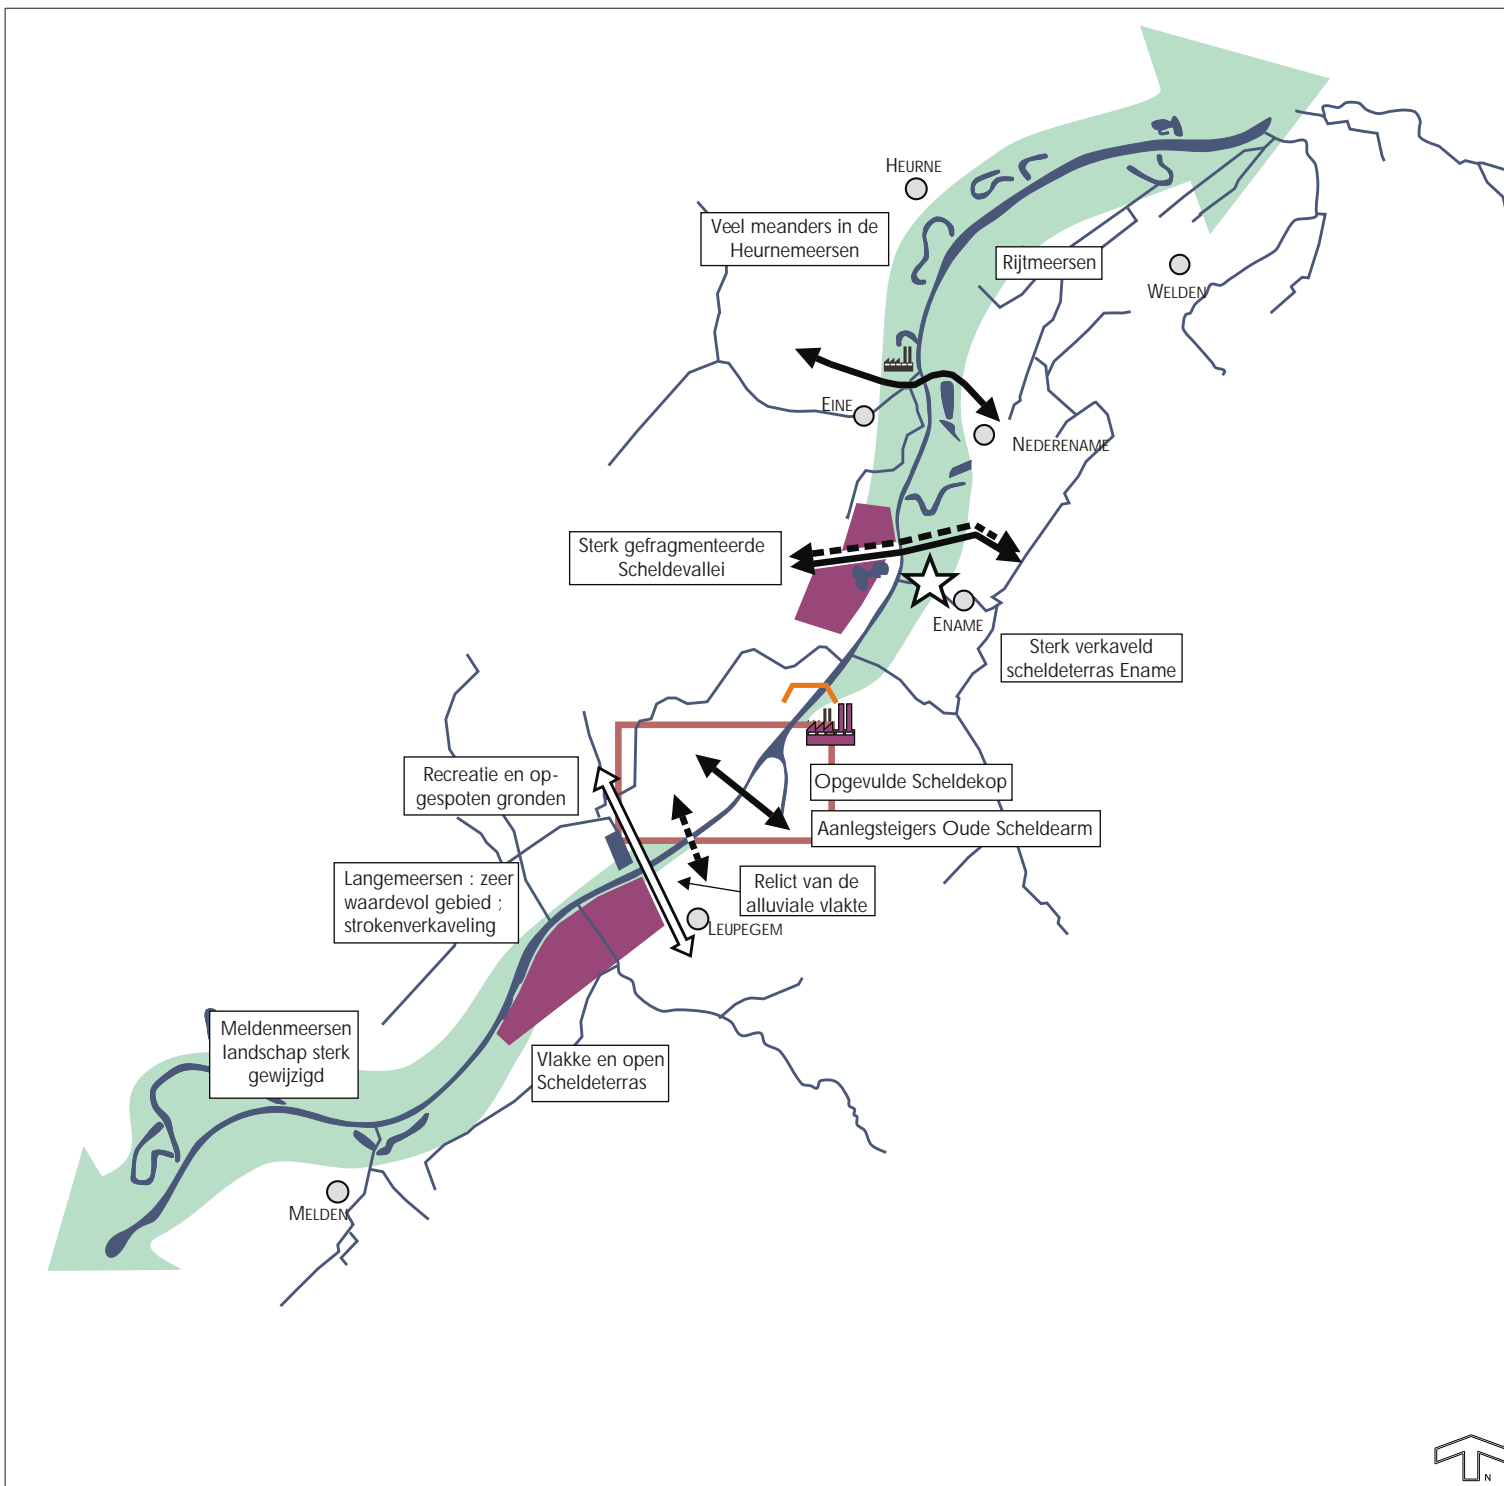 HEURNE
Veel meanders in de
Heurnemeersen
Rijtmeersen
WELDEN
EINE
NEDERENAME
Sterk gefragmenteerde
Scheldevallei
ENAME
Sterk verkaveld
scheldeterras Ename
Recreatie en op-
gespoten gronden
Opgevulde Scheldekop
Aanlegsteigers Oude Scheldearm
Langemeersen : zeer
waardevol gebied ;
strokenverkaveling
Relict van de
alluviale vlakte
LEUPEGEM
Meldenmeersen
landschap sterk
gewijzigd
Vlakke en open
Scheldeterras
MELDEN
N